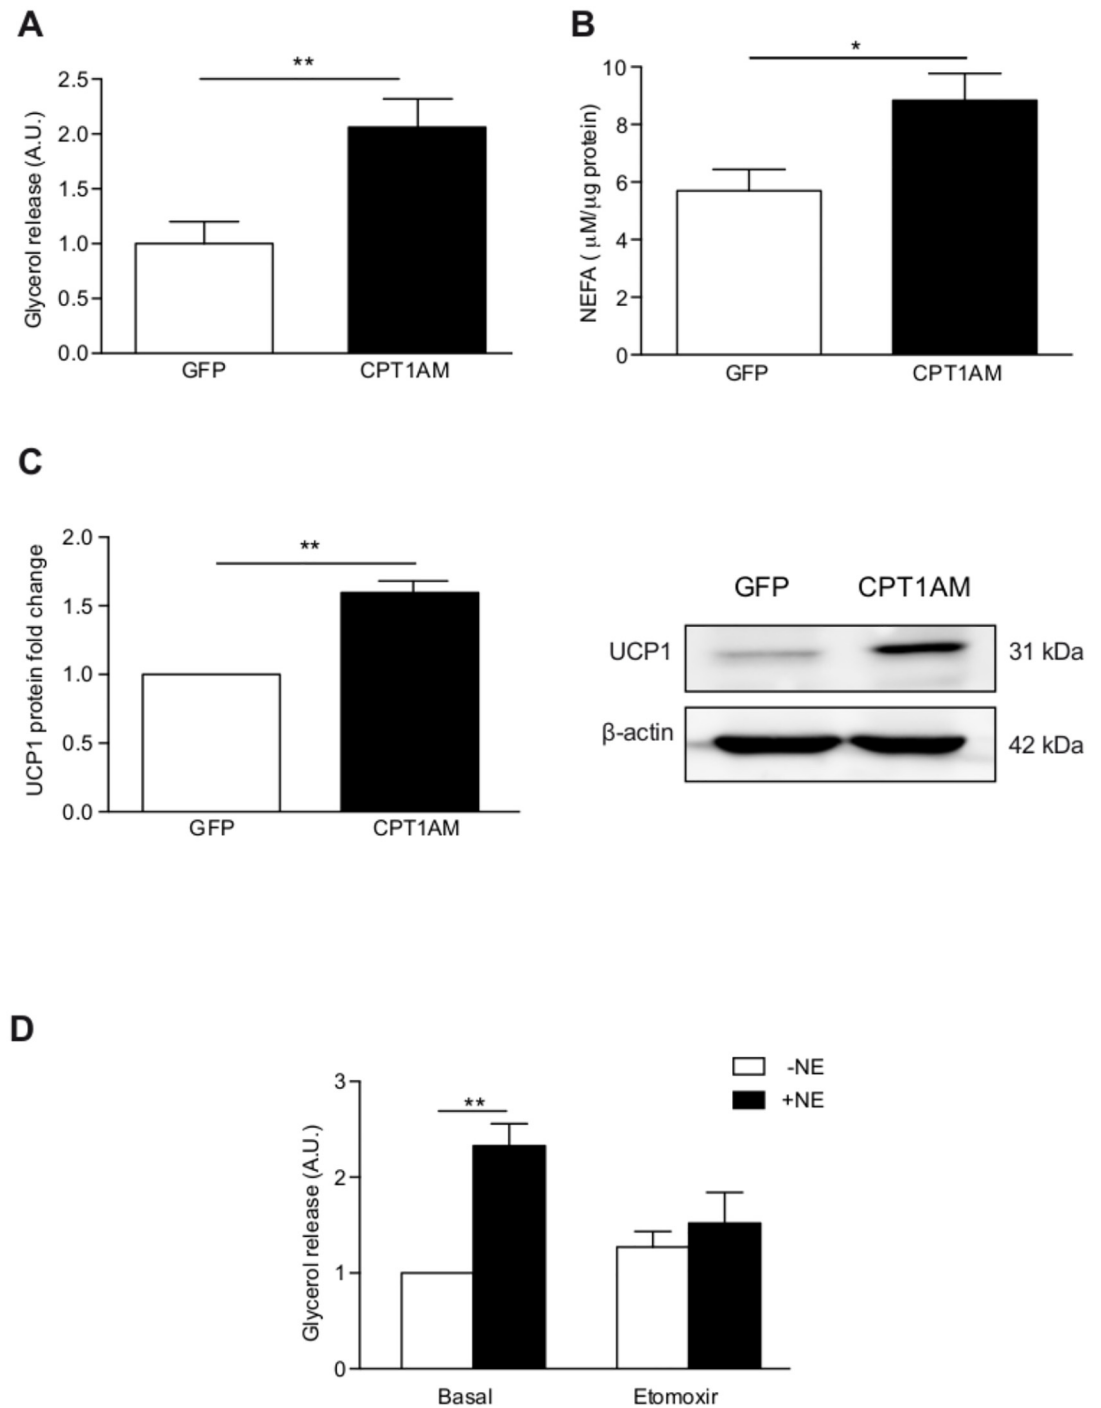 A
**
2.5
2.0
1.5
1.0
0.5
0.0
Glycerol release (A.U.)
GFP CPT1AM
B
*
10
8
6
4
2
0
NEFA ( μM/μg protein)
GFP CPT1AM
C
**
2.0
1.5
1.0
0.5
0.0
UCP1 protein fold change
GFP CPT1AM
GFP CPT1AM
UCP1 31 kDa
β-actin 42 kDa
D
-NE
+NE
**
3
2
1
0
Glycerol release (A.U.)
Basal Etomoxir